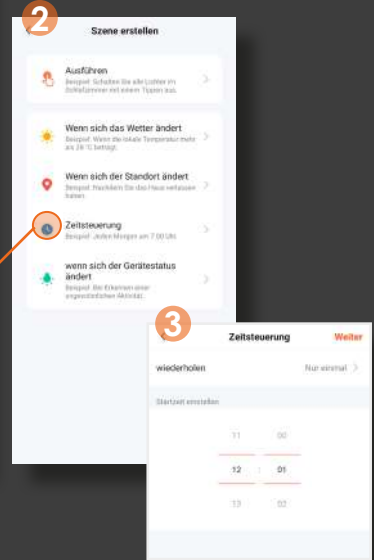 2
Szene erstellen
Ausführen
Beispiel: Schalten Sie alle Lichter im
Schlafzimmer mit einem Tippen aus.
Wenn sich das Wetter ändert
Beispiel: Wenn die lokale Temperatur mehr
als 28 °C beträgt.
Wenn sich der Standort ändert
Beispiel: Nachdem Sie das Haus verlassen
haben.
Zeitsteuerung
Beispiel: Jeden Morgen um 7:00 Uhr.
wenn sich der Gerätestatus
ändert
Beispiel: Bei Erkennen einer
ungewöhnlichen Aktivität.
3
Zeitsteuerung Weiter
wiederholen Nur einmal
Startzeit einstellen
11 00
12 : 01
13 02